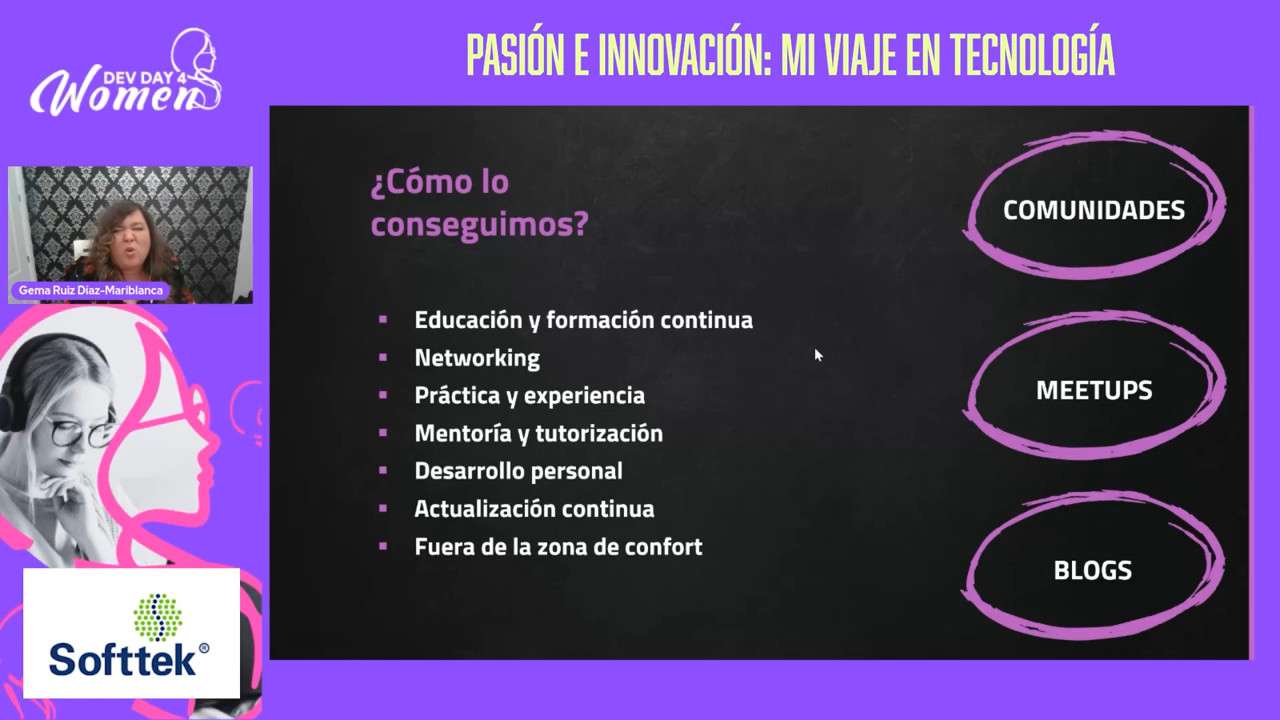 DEV DAY 4
Women
PASIÓN E INNOVACIÓN: MI VIAJE EN TECNOLOGÍA
Gema Ruiz Díaz-Mariblanca
¿Cómo lo
conseguimos?
▪ Educación y formación continua
▪ Networking
▪ Práctica y experiencia
▪ Mentoría y tutorización
▪ Desarrollo personal
▪ Actualización continua
▪ Fuera de la zona de confort
COMUNIDADES
MEETUPS
BLOGS
Softtek®